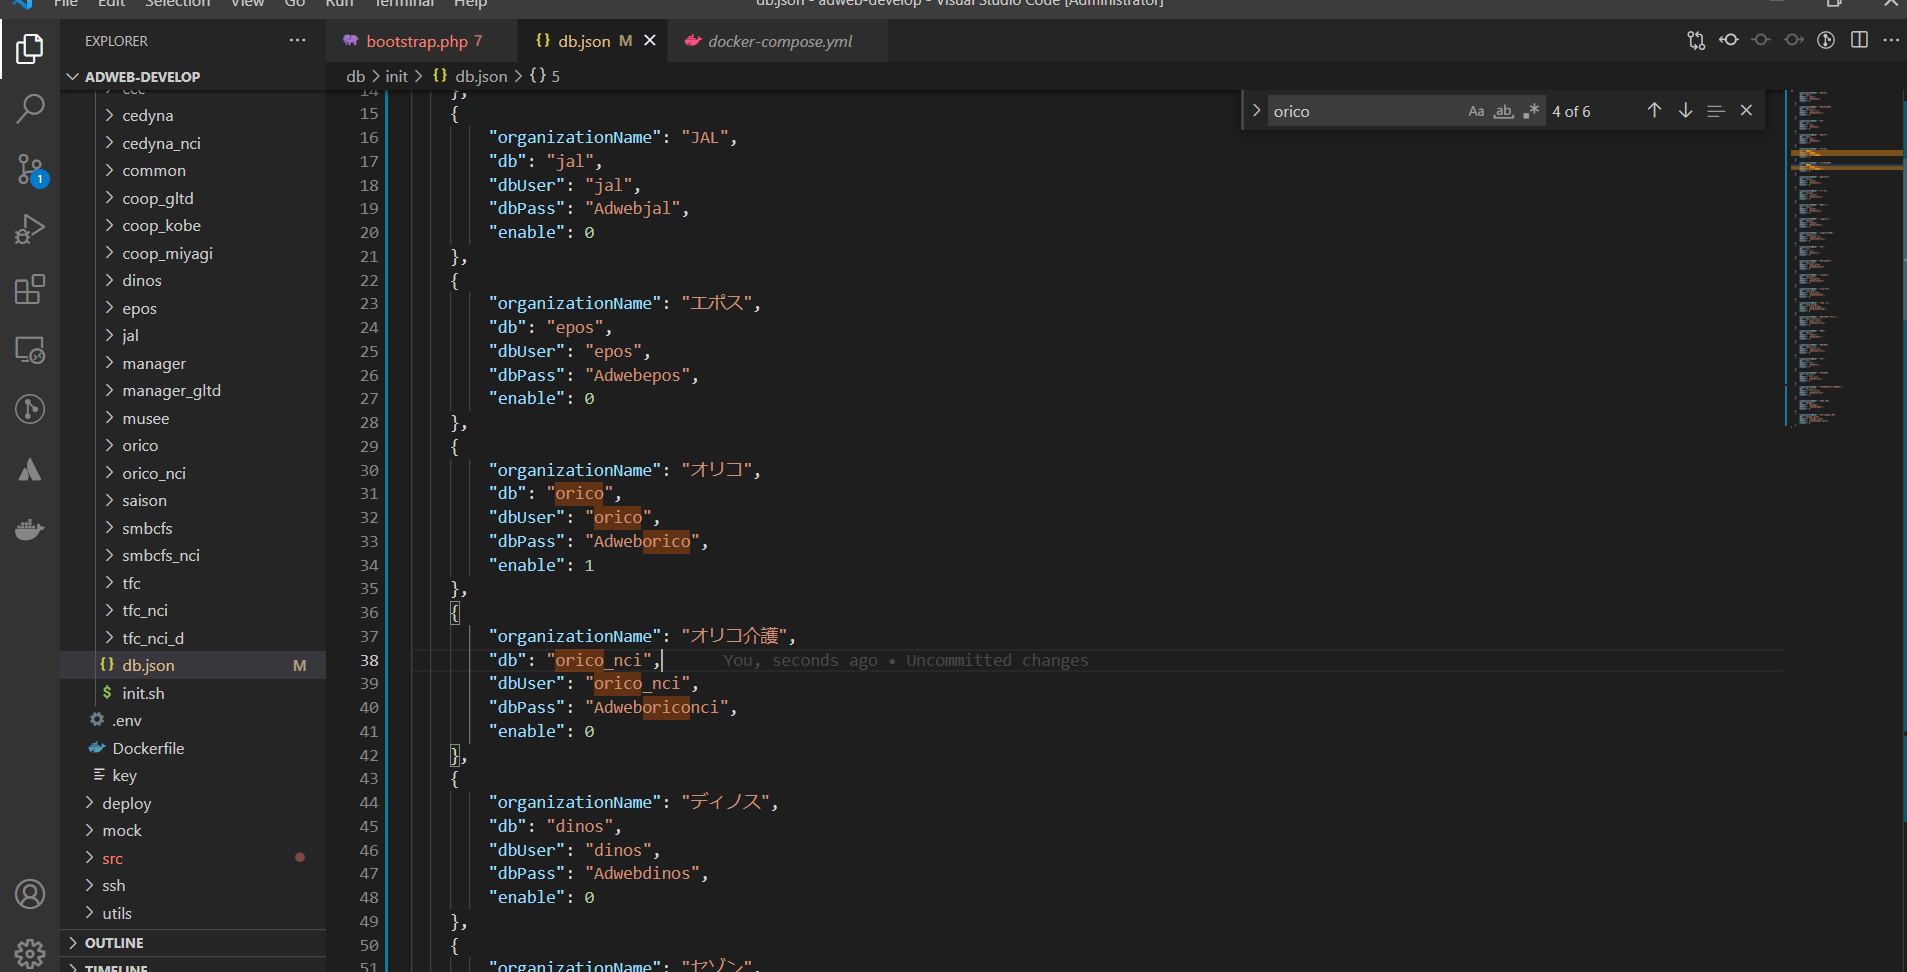 File Edit Selection View Go Run Terminal Help
db.json - adweb-develop - Visual Studio Code [Administrator]
EXPLORER
bootstrap.php 7
{} db.json M
docker-compose.yml
ADWEB-DEVELOP
db > init > {} db.json > {} 5
ccc
cedyna
cedyna_nci
common
coop_gltd
coop_kobe
coop_miyagi
dinos
epos
jal
manager
manager_gltd
musee
orico
orico_nci
saison
smbcfs
smbcfs_nci
tfc
tfc_nci
tfc_nci_d
{} db.json M
$ init.sh
.env
Dockerfile
key
deploy
mock
src
ssh
utils
OUTLINE
TIMELINE
1
orico Aa ab 4 of 6
14 },
15 {
16 "organizationName": "JAL",
17 "db": "jal",
18 "dbUser": "jal",
19 "dbPass": "Adwebjal",
20 "enable": 0
21 },
22 {
23 "organizationName": "エポス",
24 "db": "epos",
25 "dbUser": "epos",
26 "dbPass": "Adwebepos",
27 "enable": 0
28 },
29 {
30 "organizationName": "オリコ",
31 "db": "orico",
32 "dbUser": "orico",
33 "dbPass": "Adweborico",
34 "enable": 1
35 },
36 {
37 "organizationName": "オリコ介護",
38 "db": "orico_nci", You, seconds ago • Uncommitted changes
39 "dbUser": "orico_nci",
40 "dbPass": "Adweboriconci",
41 "enable": 0
42 },
43 {
44 "organizationName": "ディノス",
45 "db": "dinos",
46 "dbUser": "dinos",
47 "dbPass": "Adwebdinos",
48 "enable": 0
49 },
50 {
51 "organizationName": "セゾン",